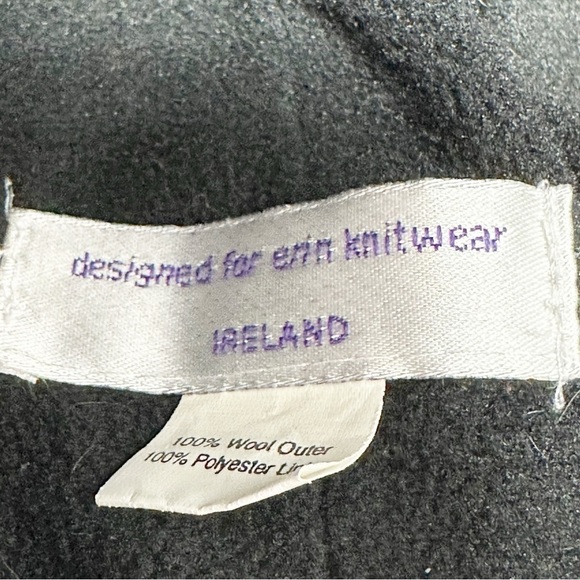 designed for erin knitwear
IRELAND
100% Wool Outer
100% Polyester